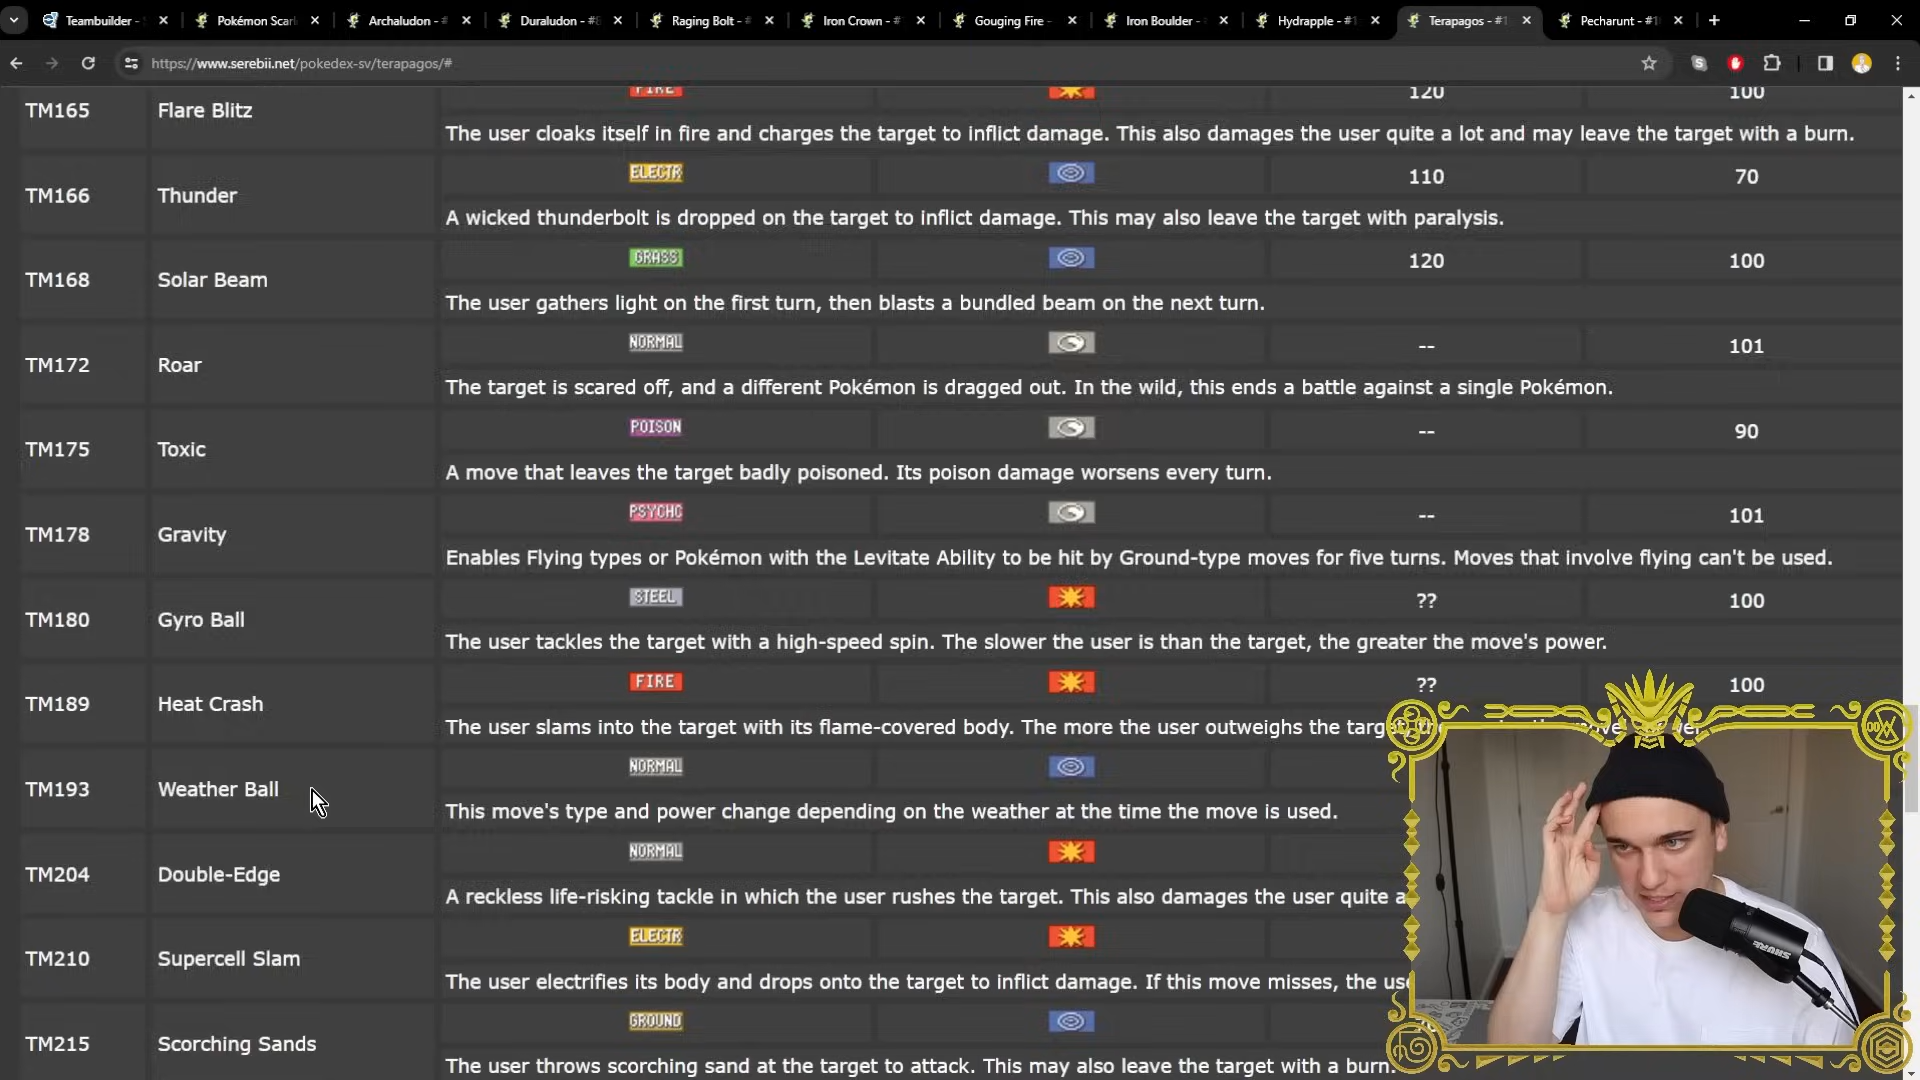 Teambuilder -
Pokémon Scarl
Archaludon - #
Duraludon - #8
Raging Bolt - #
Iron Crown - #
Gouging Fire -
Iron Boulder -
Hydrapple - #1
Terapagos - #1
Pecharunt - #1
https://www.serebii.net/pokedex-sv/terapagos/#
TM165 Flare Blitz FIRE 120 100
The user cloaks itself in fire and charges the target to inflict damage. This also damages the user quite a lot and may leave the target with a burn.
TM166 Thunder ELECTR 110 70
A wicked thunderbolt is dropped on the target to inflict damage. This may also leave the target with paralysis.
TM168 Solar Beam GRASS 120 100
The user gathers light on the first turn, then blasts a bundled beam on the next turn.
TM172 Roar NORMAL -- 101
The target is scared off, and a different Pokémon is dragged out. In the wild, this ends a battle against a single Pokémon.
TM175 Toxic POISON -- 90
A move that leaves the target badly poisoned. Its poison damage worsens every turn.
TM178 Gravity PSYCHC -- 101
Enables Flying types or Pokémon with the Levitate Ability to be hit by Ground-type moves for five turns. Moves that involve flying can't be used.
TM180 Gyro Ball STEEL ?? 100
The user tackles the target with a high-speed spin. The slower the user is than the target, the greater the move's power.
TM189 Heat Crash FIRE ?? 100
The user slams into the target with its flame-covered body. The more the user outweighs the target,
TM193 Weather Ball NORMAL
This move's type and power change depending on the weather at the time the move is used.
TM204 Double-Edge NORMAL
A reckless life-risking tackle in which the user rushes the target. This also damages the user quite a
TM210 Supercell Slam ELECTR
The user electrifies its body and drops onto the target to inflict damage. If this move misses, the
TM215 Scorching Sands GROUND
The user throws scorching sand at the target to attack. This may also leave the target with a burn.
SHURE